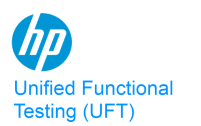 hp
Unified Functional
Testing (UFT)